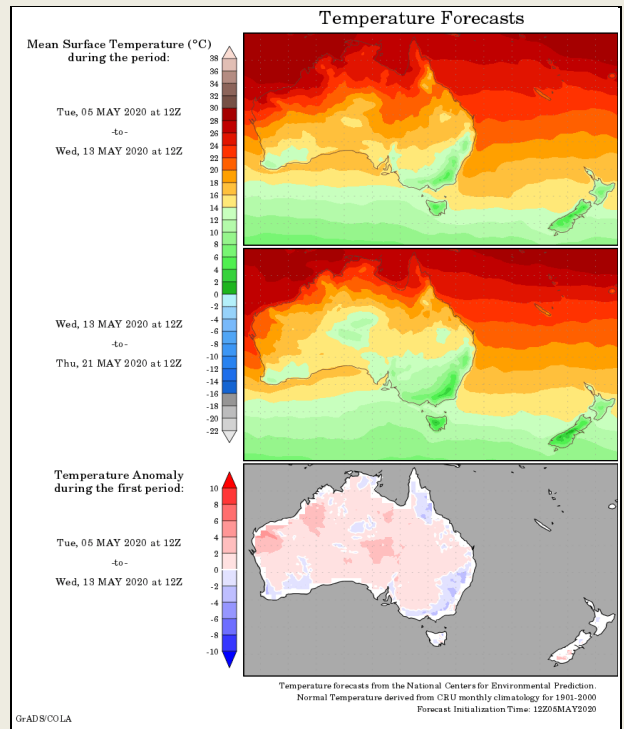 Temperature Forecasts
Mean Surface Temperature (°C)
during the period:
Tue, 05 MAY 2020 at 12Z
-to-
Wed, 13 MAY 2020 at 12Z
38
36
34
32
30
28
26
24
22
20
18
16
14
12
10
8
6
4
2
0
-2
-4
-6
-8
-10
-12
-14
-16
-18
-20
-22
Wed, 13 MAY 2020 at 12Z
-to-
Thu, 21 MAY 2020 at 12Z
Temperature Anomaly
during the first period:
Tue, 05 MAY 2020 at 12Z
-to-
Wed, 13 MAY 2020 at 12Z
10
8
6
4
2
0
-2
-4
-6
-8
-10
Temperature forecasts from the National Centers for Environmental Prediction.
Normal Temperature derived from CRU monthly climatology for 1901-2000
Forecast Initialization Time: 12Z05MAY2020
GrADS/COLA